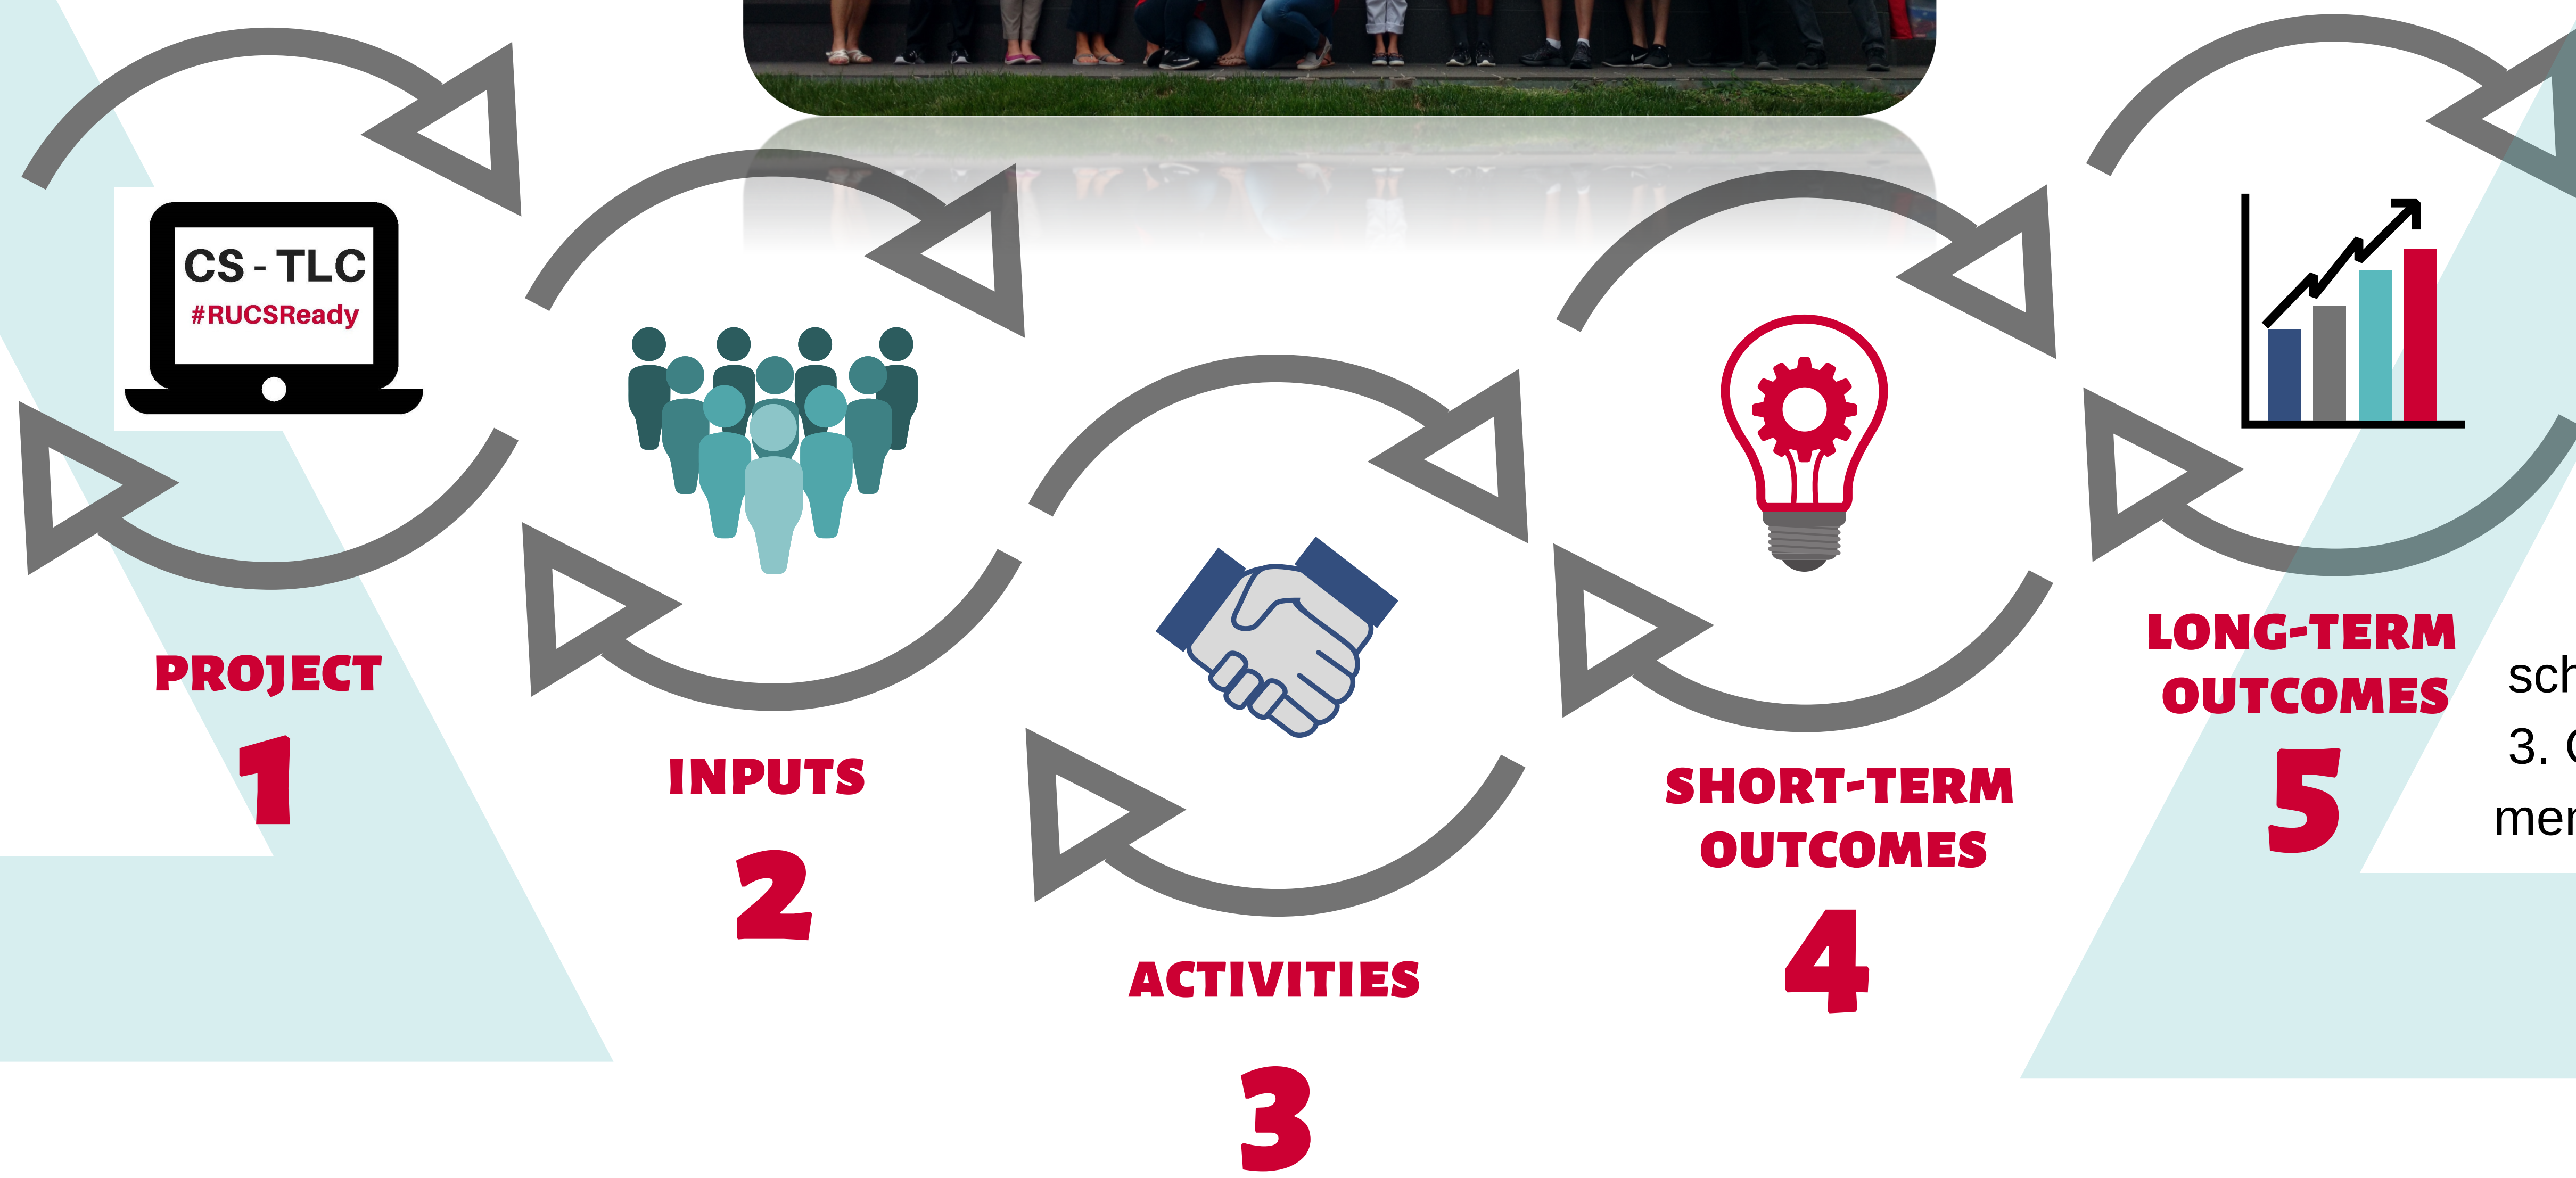 CS - TLC
#RUCSReady
PROJECT
1
INPUTS
2
ACTIVITIES
3
SHORT-TERM
OUTCOMES
4
LONG-TERM
OUTCOMES
5
3.